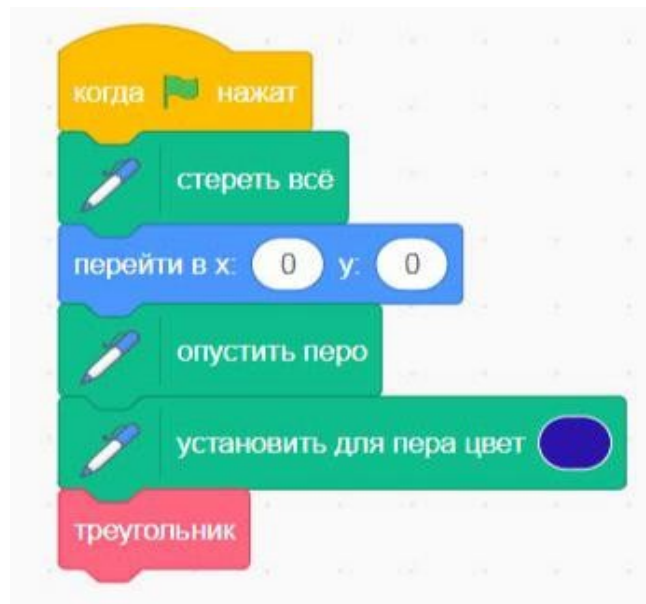 когда нажат
стереть всё
перейти в x: 0 y: 0
опустить перо
установить для пера цвет
треугольник